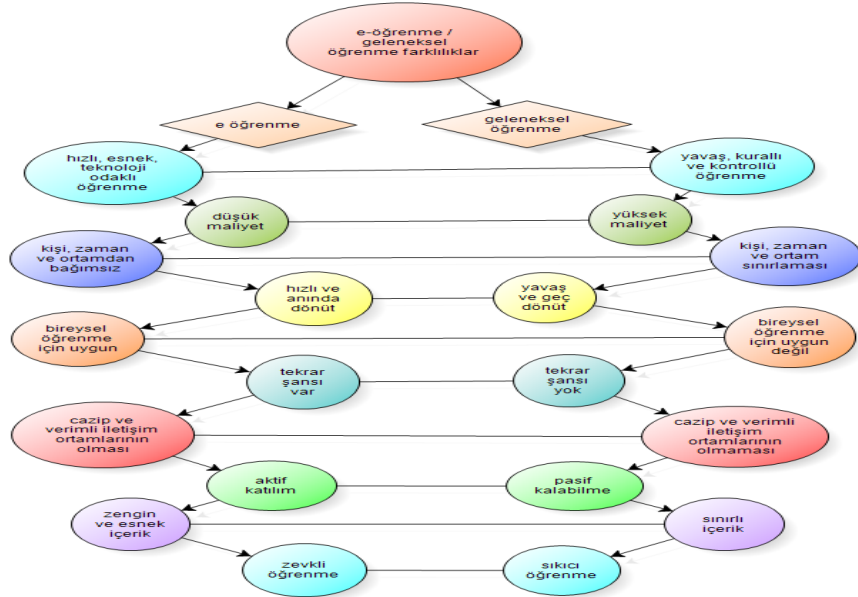 e-öğrenme /
geleneksel
öğrenme farklılıklar
e öğrenme
geleneksel
öğrenme
hızlı, esnek,
teknoloji
odaklı
öğrenme
yavaş, kurallı
ve kontrollü
öğrenme
düşük
maliyet
yüksek
maliyet
kişi, zaman
ve ortamdan
bağımsız
kişi, zaman
ve ortam
sınırlaması
hızlı ve
anında
dönüt
yavaş
ve geç
dönüt
bireysel
öğrenme
için uygun
bireysel
öğrenme
için uygun
değil
tekrar
şansı
var
tekrar
şansı
yok
cazip ve
verimli iletişim
ortamlarının
olması
cazip ve verimli
iletişim
ortamlarının
olmaması
aktif
katılım
pasif
kalabilme
zengin
ve esnek
içerik
sınırlı
içerik
zevkli
öğrenme
sıkıcı
öğrenme